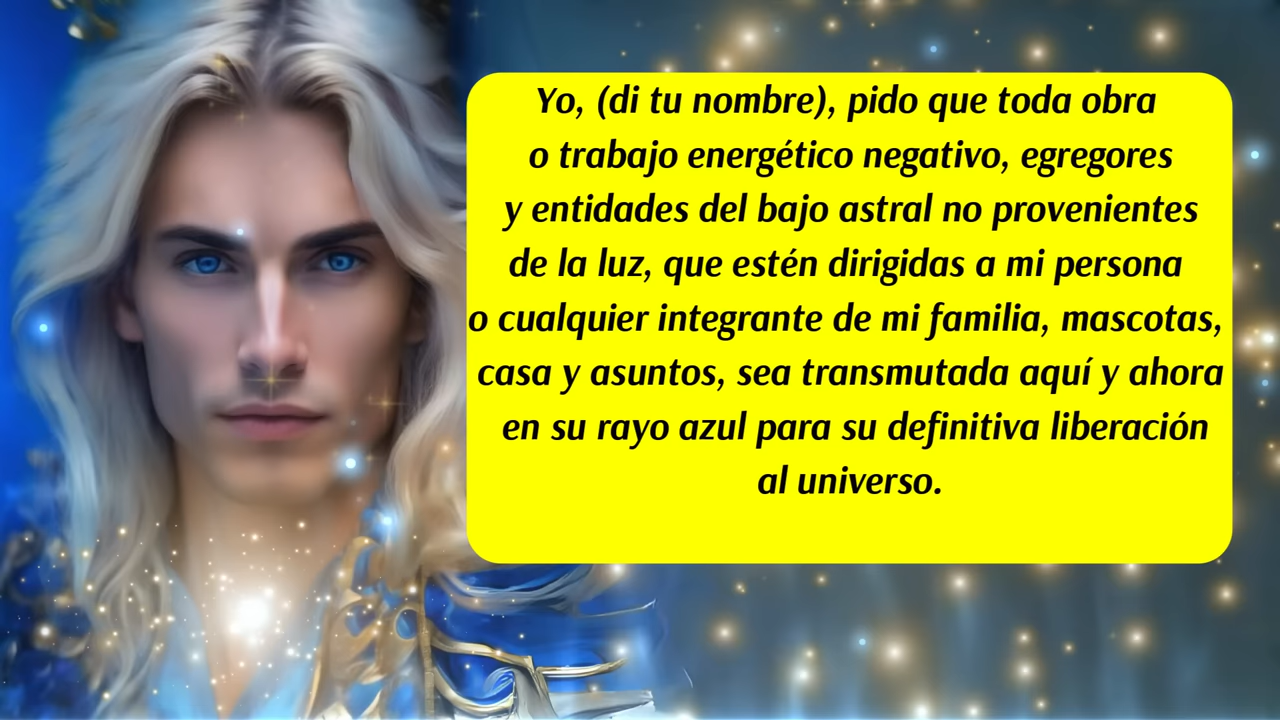 Yo, (di tu nombre), pido que toda obra
o trabajo energético negativo, egregores
y entidades del bajo astral no provenientes
de la luz, que estén dirigidas a mi persona
o cualquier integrante de mi familia, mascotas,
casa y asuntos, sea transmutada aquí y ahora
en su rayo azul para su definitiva liberación
al universo.